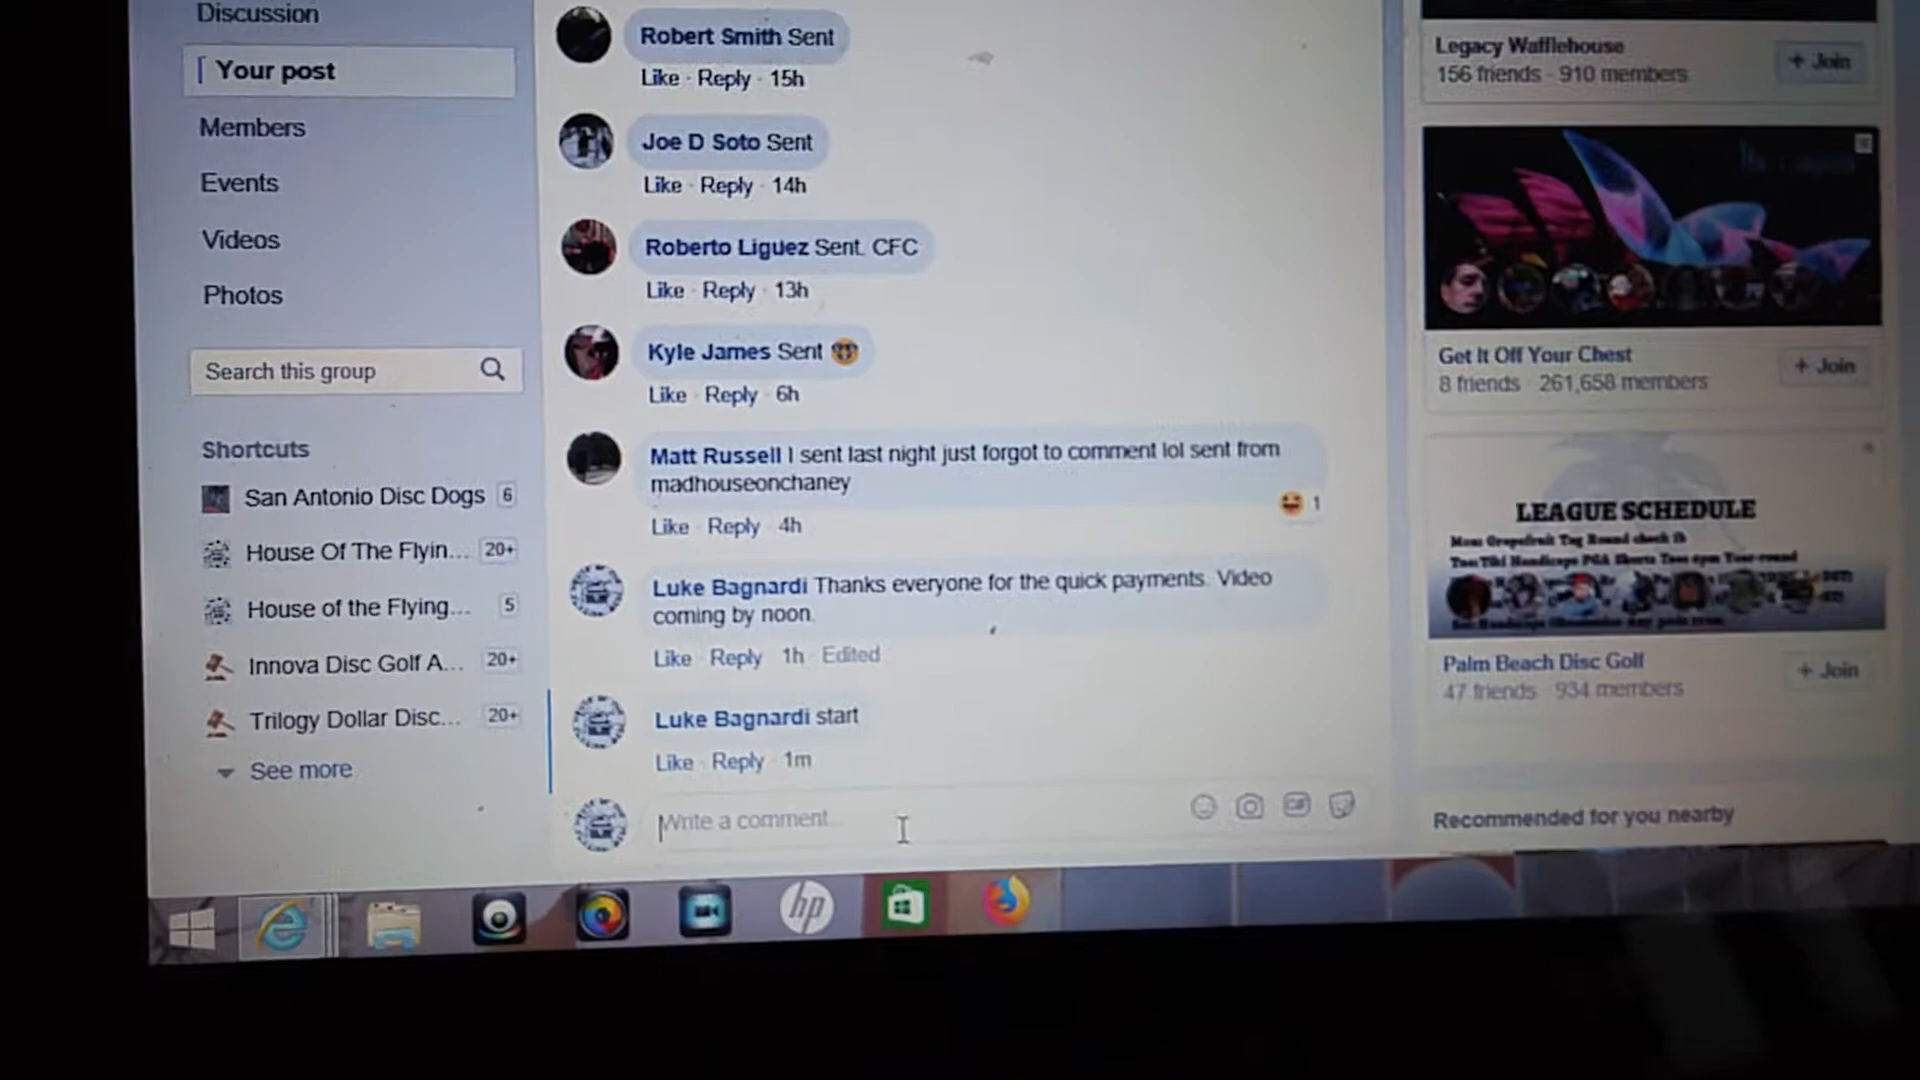 Discussion
Your post
Members
Events
Videos
Photos
Search this group
Shortcuts
San Antonio Disc Dogs 6
House Of The Flyin... 20+
House of the Flying... 5
Innova Disc Golf A... 20+
Trilogy Dollar Disc... 20+
See more
Robert Smith Sent
Like · Reply · 15h
Joe D Soto Sent
Like · Reply · 14h
Roberto Liguez Sent. CFC
Like · Reply · 13h
Kyle James Sent
Like · Reply · 6h
Matt Russell I sent last night just forgot to comment lol sent from
madhouseonchaney
1
Like · Reply · 4h
Luke Bagnardi Thanks everyone for the quick payments. Video
coming by noon.
Like · Reply · 1h · Edited
Luke Bagnardi start
Like · Reply · 1m
Write a comment...
GIF
Legacy Wafflehouse
156 friends · 910 members
+ Join
Get It Off Your Chest
8 friends · 261,658 members
+ Join
LEAGUE SCHEDULE
Palm Beach Disc Golf
47 friends · 934 members
+ Join
Recommended for you nearby
hp